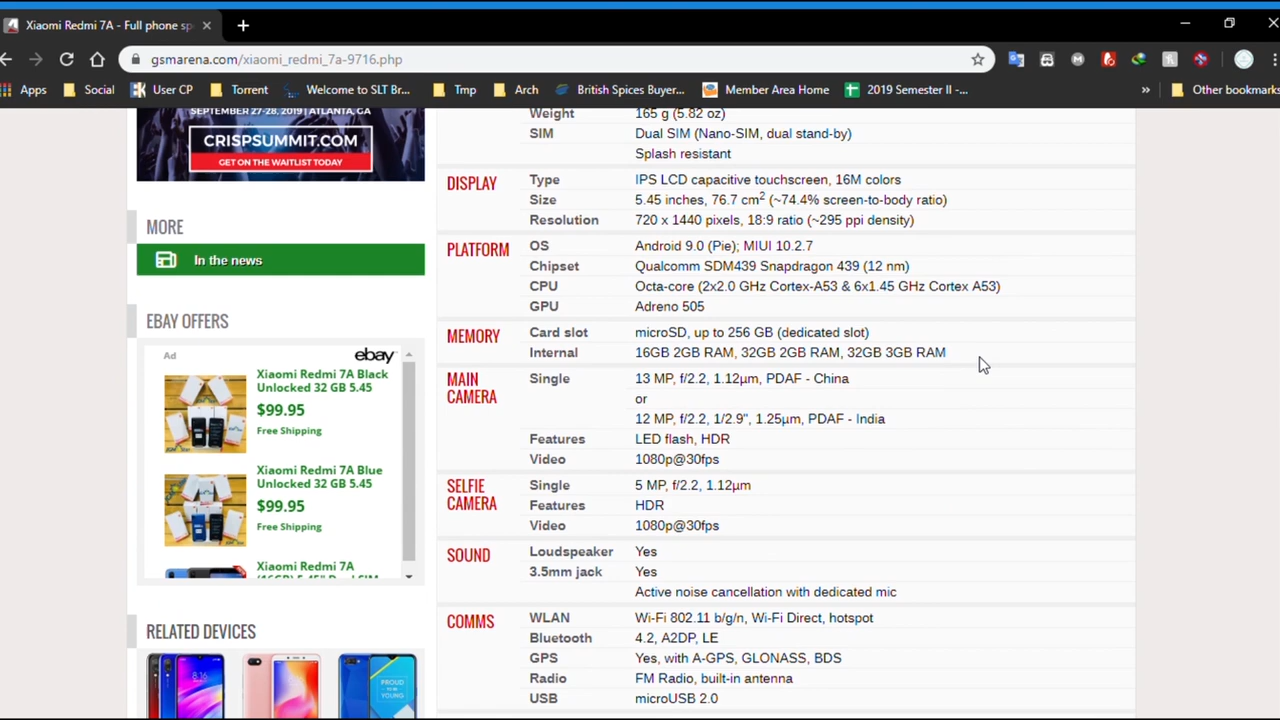 Xiaomi Redmi 7A - Full phone sp
gsmarena.com/xiaomi_redmi_7a-9716.php
Apps Social User CP Torrent Welcome to SLT Br... Tmp Arch British Spices Buyer... Member Area Home 2019 Semester II -... » Other bookmarks
SEPTEMBER 27-28, 2019 | ATLANTA, GA
CRISPSUMMIT.COM
GET ON THE WAITLIST TODAY
MORE
In the news
EBAY OFFERS
Ad
ebay
Xiaomi Redmi 7A Black
Unlocked 32 GB 5.45
$99.95
Free Shipping
Xiaomi Redmi 7A Blue
Unlocked 32 GB 5.45
$99.95
Free Shipping
Xiaomi Redmi 7A
(16GB) 5.45" Dual SIM
RELATED DEVICES
8:16
PROUD
TO BE
YOUNG
Weight 165 g (5.82 oz)
SIM Dual SIM (Nano-SIM, dual stand-by)
Splash resistant
DISPLAY Type IPS LCD capacitive touchscreen, 16M colors
Size 5.45 inches, 76.7 cm2 (~74.4% screen-to-body ratio)
Resolution 720 x 1440 pixels, 18:9 ratio (~295 ppi density)
PLATFORM OS Android 9.0 (Pie); MIUI 10.2.7
Chipset Qualcomm SDM439 Snapdragon 439 (12 nm)
CPU Octa-core (2x2.0 GHz Cortex-A53 & 6x1.45 GHz Cortex A53)
GPU Adreno 505
MEMORY Card slot microSD, up to 256 GB (dedicated slot)
Internal 16GB 2GB RAM, 32GB 2GB RAM, 32GB 3GB RAM
MAIN CAMERA Single 13 MP, f/2.2, 1.12µm, PDAF - China
or
12 MP, f/2.2, 1/2.9", 1.25µm, PDAF - India
Features LED flash, HDR
Video 1080p@30fps
SELFIE CAMERA Single 5 MP, f/2.2, 1.12µm
Features HDR
Video 1080p@30fps
SOUND Loudspeaker Yes
3.5mm jack Yes
Active noise cancellation with dedicated mic
COMMS WLAN Wi-Fi 802.11 b/g/n, Wi-Fi Direct, hotspot
Bluetooth 4.2, A2DP, LE
GPS Yes, with A-GPS, GLONASS, BDS
Radio FM Radio, built-in antenna
USB microUSB 2.0